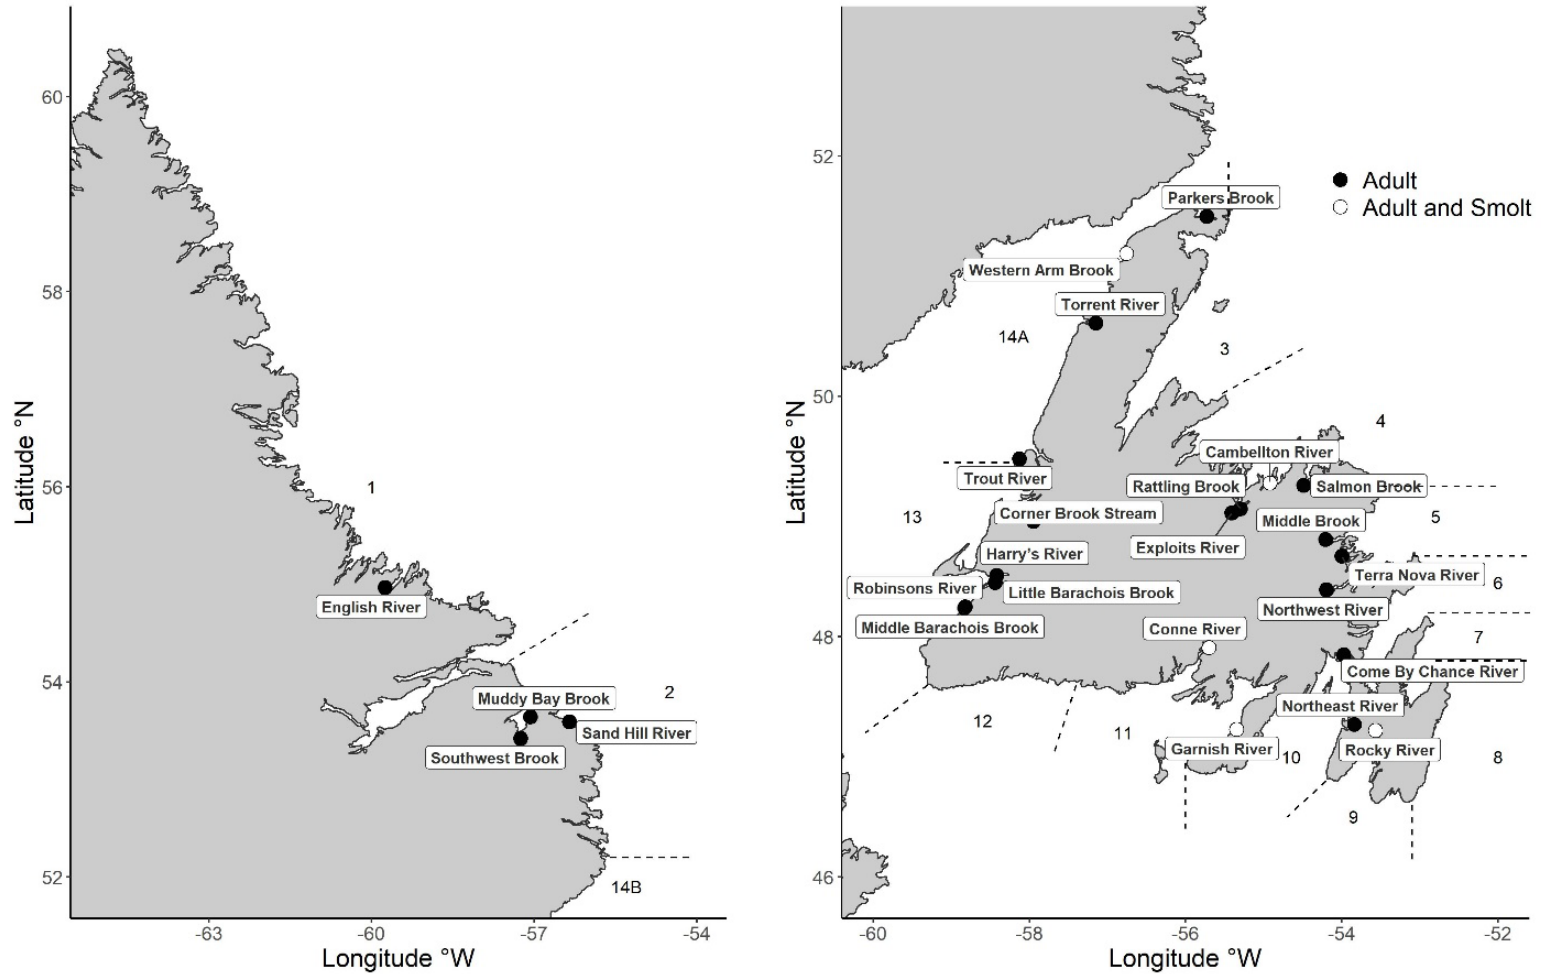 60
58
56
54
52
Latitude °N
1
English River
2
Muddy Bay Brook
Sand Hill River
Southwest Brook
14B
-63
-60
-57
-54
Longitude °W
52
50
48
46
Latitude °N
Adult
Adult and Smolt
Parkers Brook
Western Arm Brook
Torrent River
14A
3
4
Cambellton River
Trout River
Rattling Brook
Salmon Brook
13
Corner Brook Stream
Middle Brook
5
Exploits River
Harry's River
Terra Nova River
6
Robinsons River
Little Barachois Brook
Northwest River
Middle Barachois Brook
Conne River
7
Come By Chance River
12
11
Northeast River
Garnish River
10
Rocky River
8
9
-60
-58
-56
-54
-52
Longitude °W